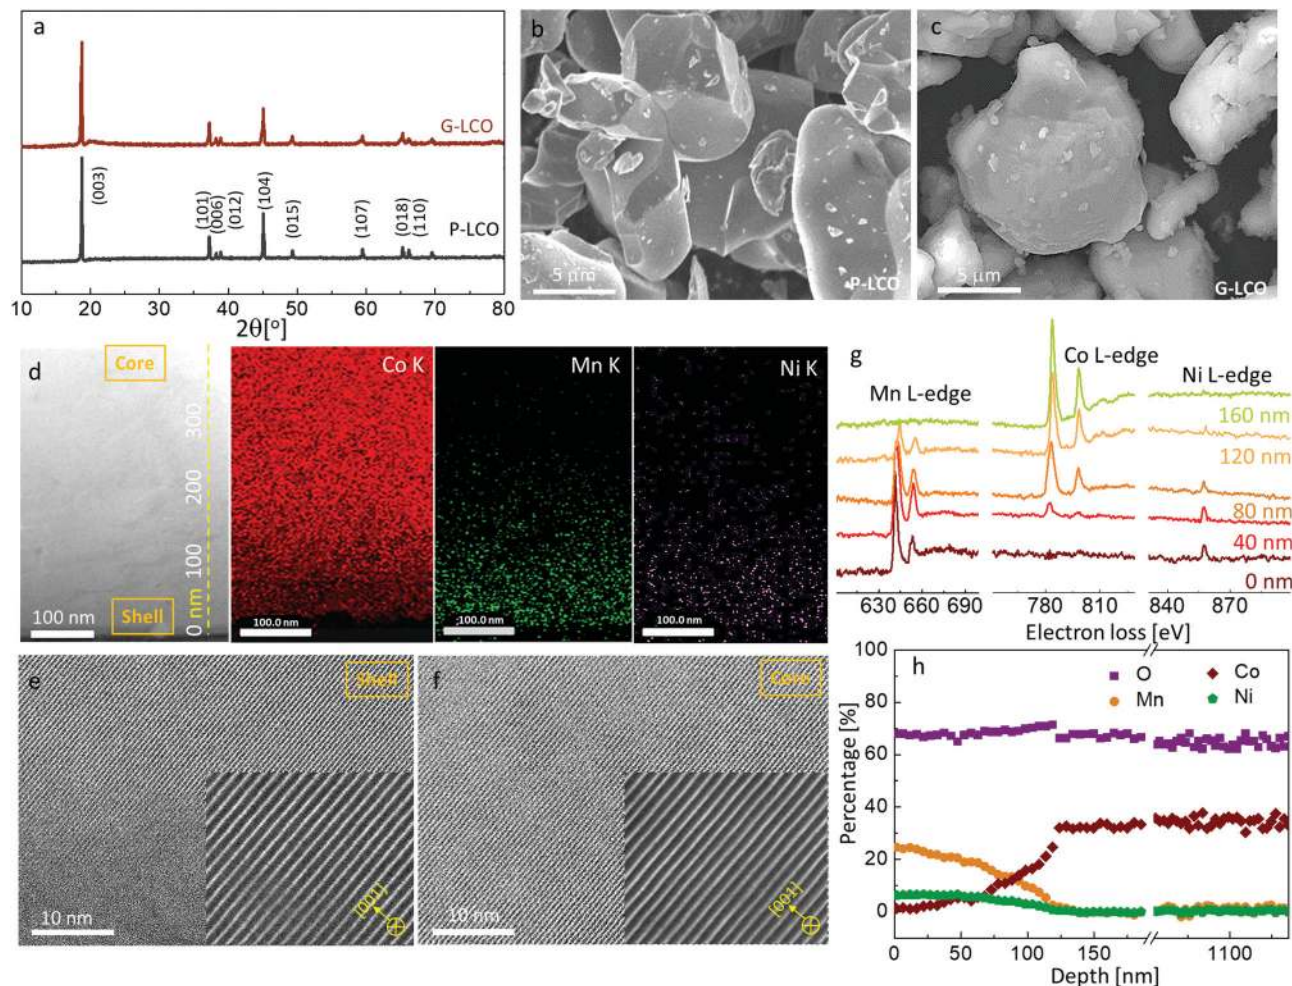 a
G-LCO
(003)
(101)
(006)
(012)
(104)
(015)
(107)
(018)
(110)
P-LCO
10 20 30 40 50 60 70 80
2θ[°]
b
5 μm
P-LCO
c
5 μm
G-LCO
d
Core
Shell
0 nm 100 200 300
100 nm
Co K
100.0 nm
Mn K
100.0 nm
Ni K
100.0 nm
g
Mn L-edge
Co L-edge
Ni L-edge
160 nm
120 nm
80 nm
40 nm
0 nm
630 660 690 780 810 840 870
Electron loss [eV]
e
Shell
10 nm
[001]
f
Core
10 nm
[001]
h
O
Mn
Co
Ni
100
80
60
40
20
0
Percentage [%]
0 50 100 150 1100
Depth [nm]